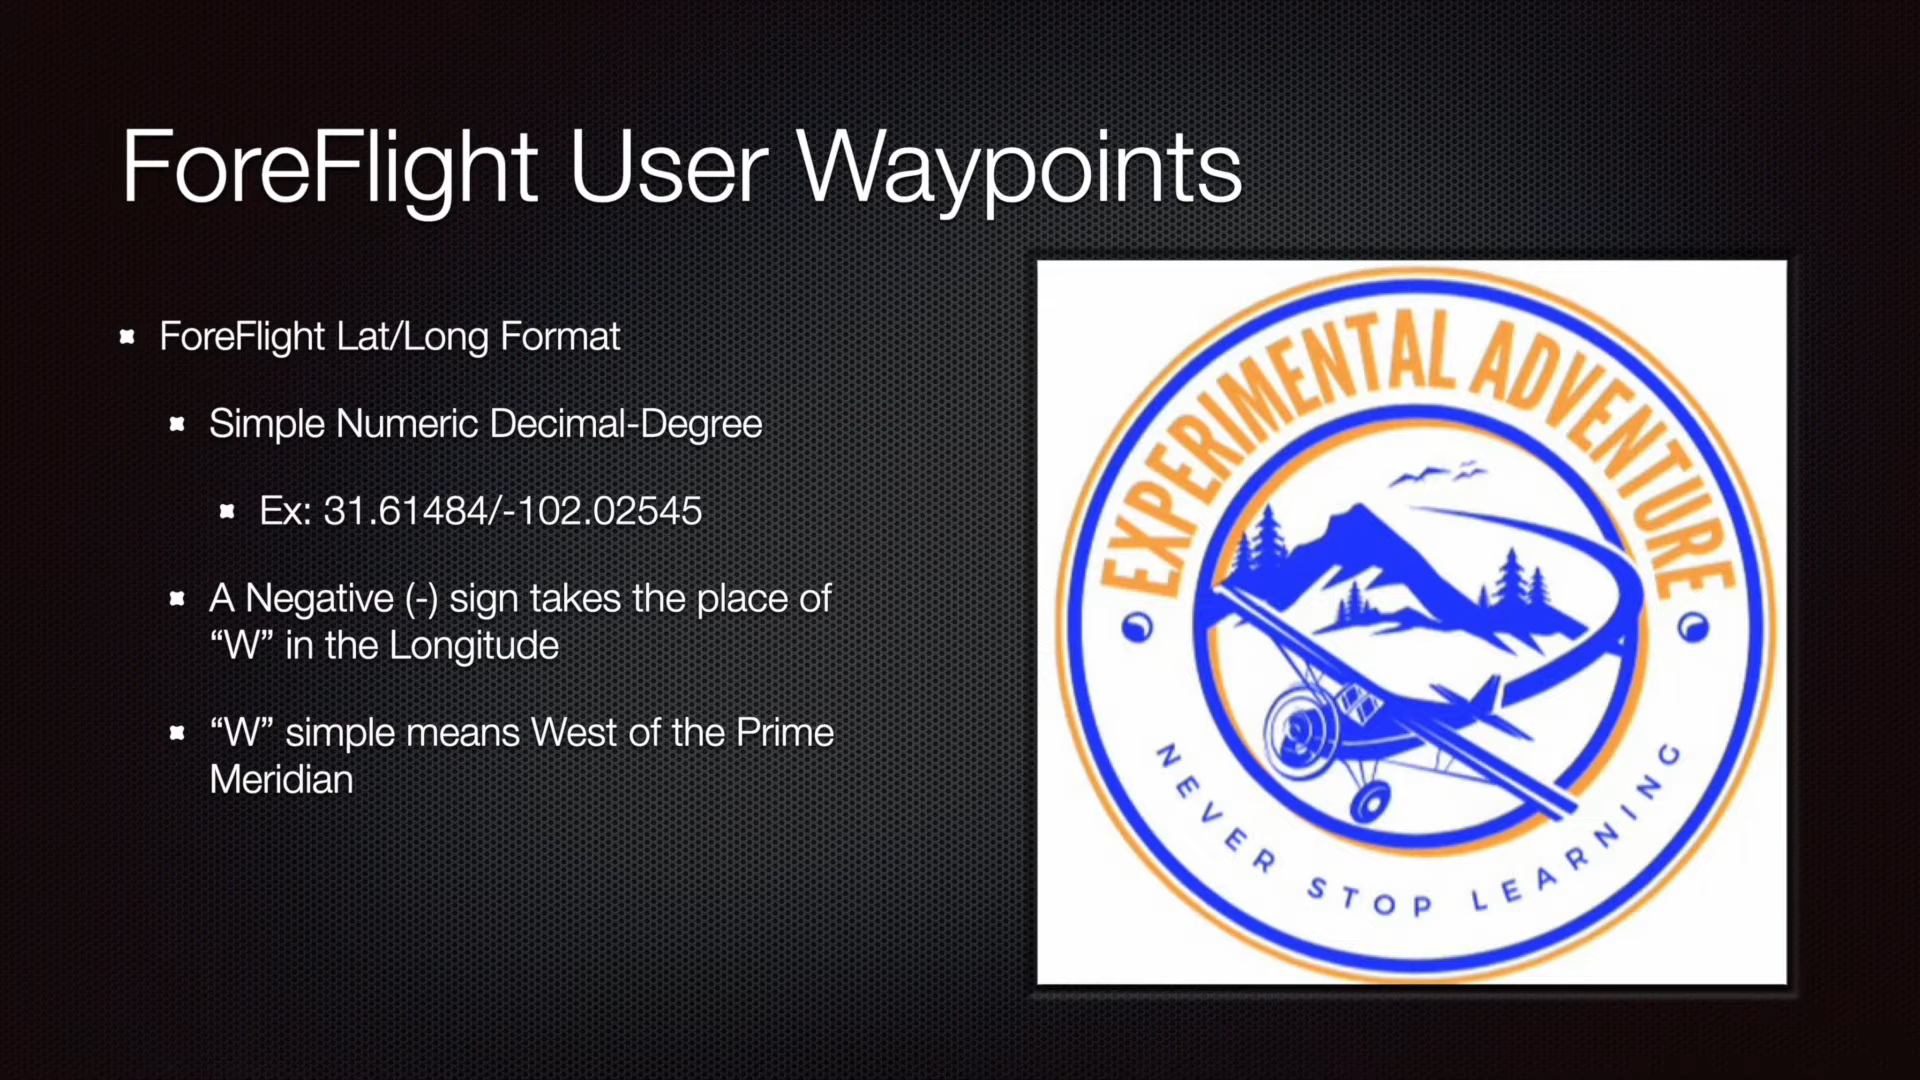 ForeFlight User Waypoints
ForeFlight Lat/Long Format
Simple Numeric Decimal-Degree
Ex: 31.61484/-102.02545
A Negative (-) sign takes the place of
“W” in the Longitude
“W” simple means West of the Prime
Meridian
EXPERIMENTAL ADVENTURE
NEVER STOP LEARNING